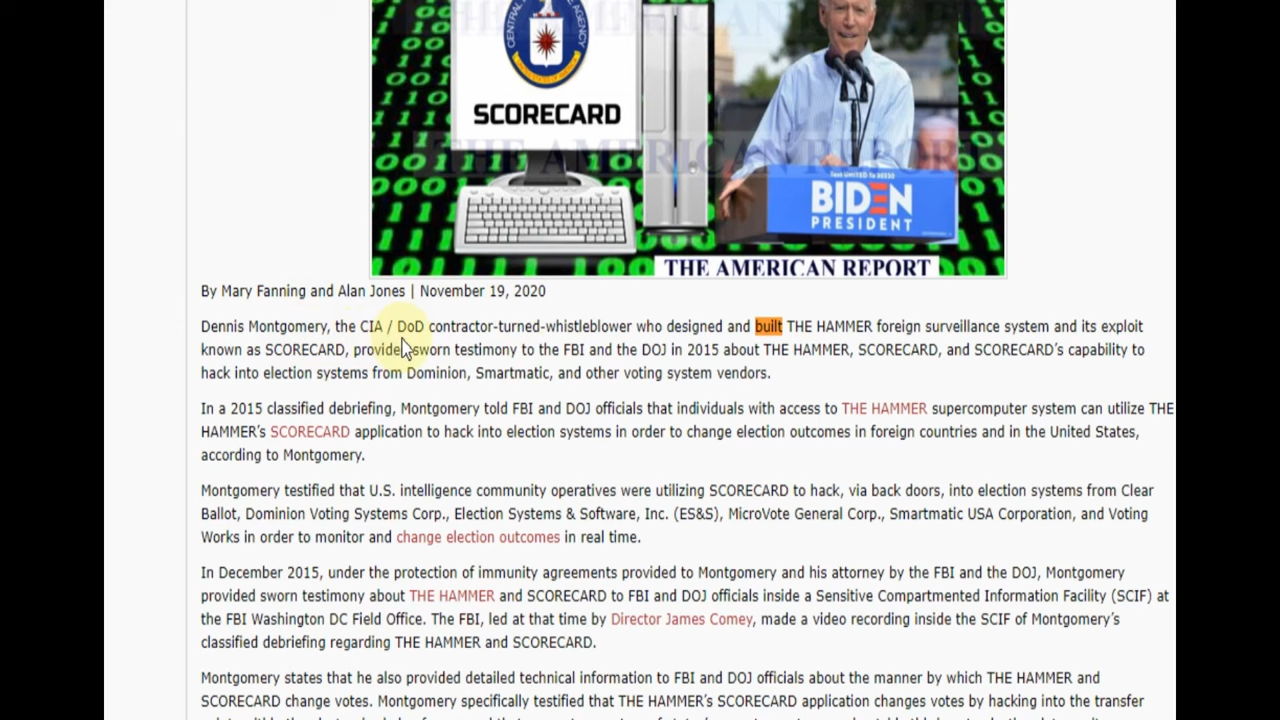 CENTRAL
AGENCY
SCORECARD
THE AMERICAN REPORT
Text UNITED To 30330
BIDEN
PRESIDENT
THE AMERICAN REPORT
By Mary Fanning and Alan Jones | November 19, 2020
Dennis Montgomery, the CIA / DoD contractor-turned-whistleblower who designed and built THE HAMMER foreign surveillance system and its exploit
known as SCORECARD, provided sworn testimony to the FBI and the DOJ in 2015 about THE HAMMER, SCORECARD, and SCORECARD's capability to
hack into election systems from Dominion, Smartmatic, and other voting system vendors.
In a 2015 classified debriefing, Montgomery told FBI and DOJ officials that individuals with access to THE HAMMER supercomputer system can utilize THE
HAMMER's SCORECARD application to hack into election systems in order to change election outcomes in foreign countries and in the United States,
according to Montgomery.
Montgomery testified that U.S. intelligence community operatives were utilizing SCORECARD to hack, via back doors, into election systems from Clear
Ballot, Dominion Voting Systems Corp., Election Systems & Software, Inc. (ES&S), MicroVote General Corp., Smartmatic USA Corporation, and Voting
Works in order to monitor and change election outcomes in real time.
In December 2015, under the protection of immunity agreements provided to Montgomery and his attorney by the FBI and the DOJ, Montgomery
provided sworn testimony about THE HAMMER and SCORECARD to FBI and DOJ officials inside a Sensitive Compartmented Information Facility (SCIF) at
the FBI Washington DC Field Office. The FBI, led at that time by Director James Comey, made a video recording inside the SCIF of Montgomery's
classified debriefing regarding THE HAMMER and SCORECARD.
Montgomery states that he also provided detailed technical information to FBI and DOJ officials about the manner by which THE HAMMER and
SCORECARD change votes. Montgomery specifically testified that THE HAMMER's SCORECARD application changes votes by hacking into the transfer